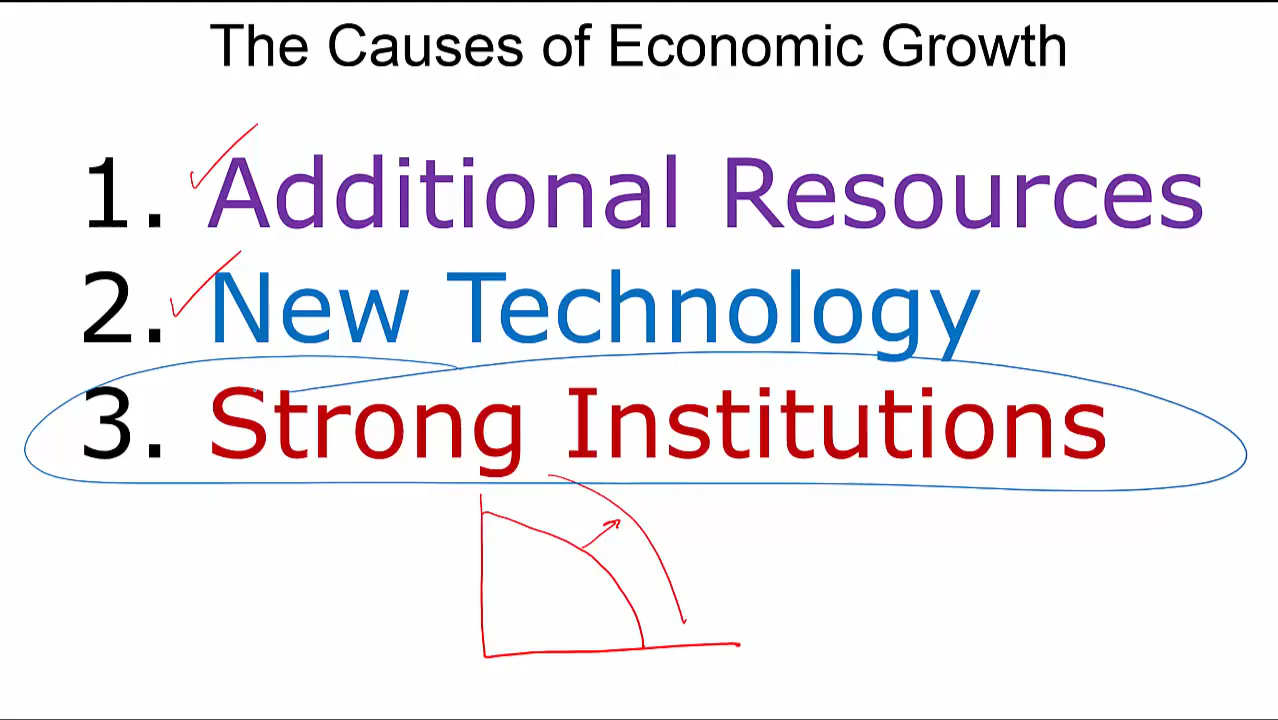 The Causes of Economic Growth
1. Additional Resources
2. New Technology
3. Strong Institutions